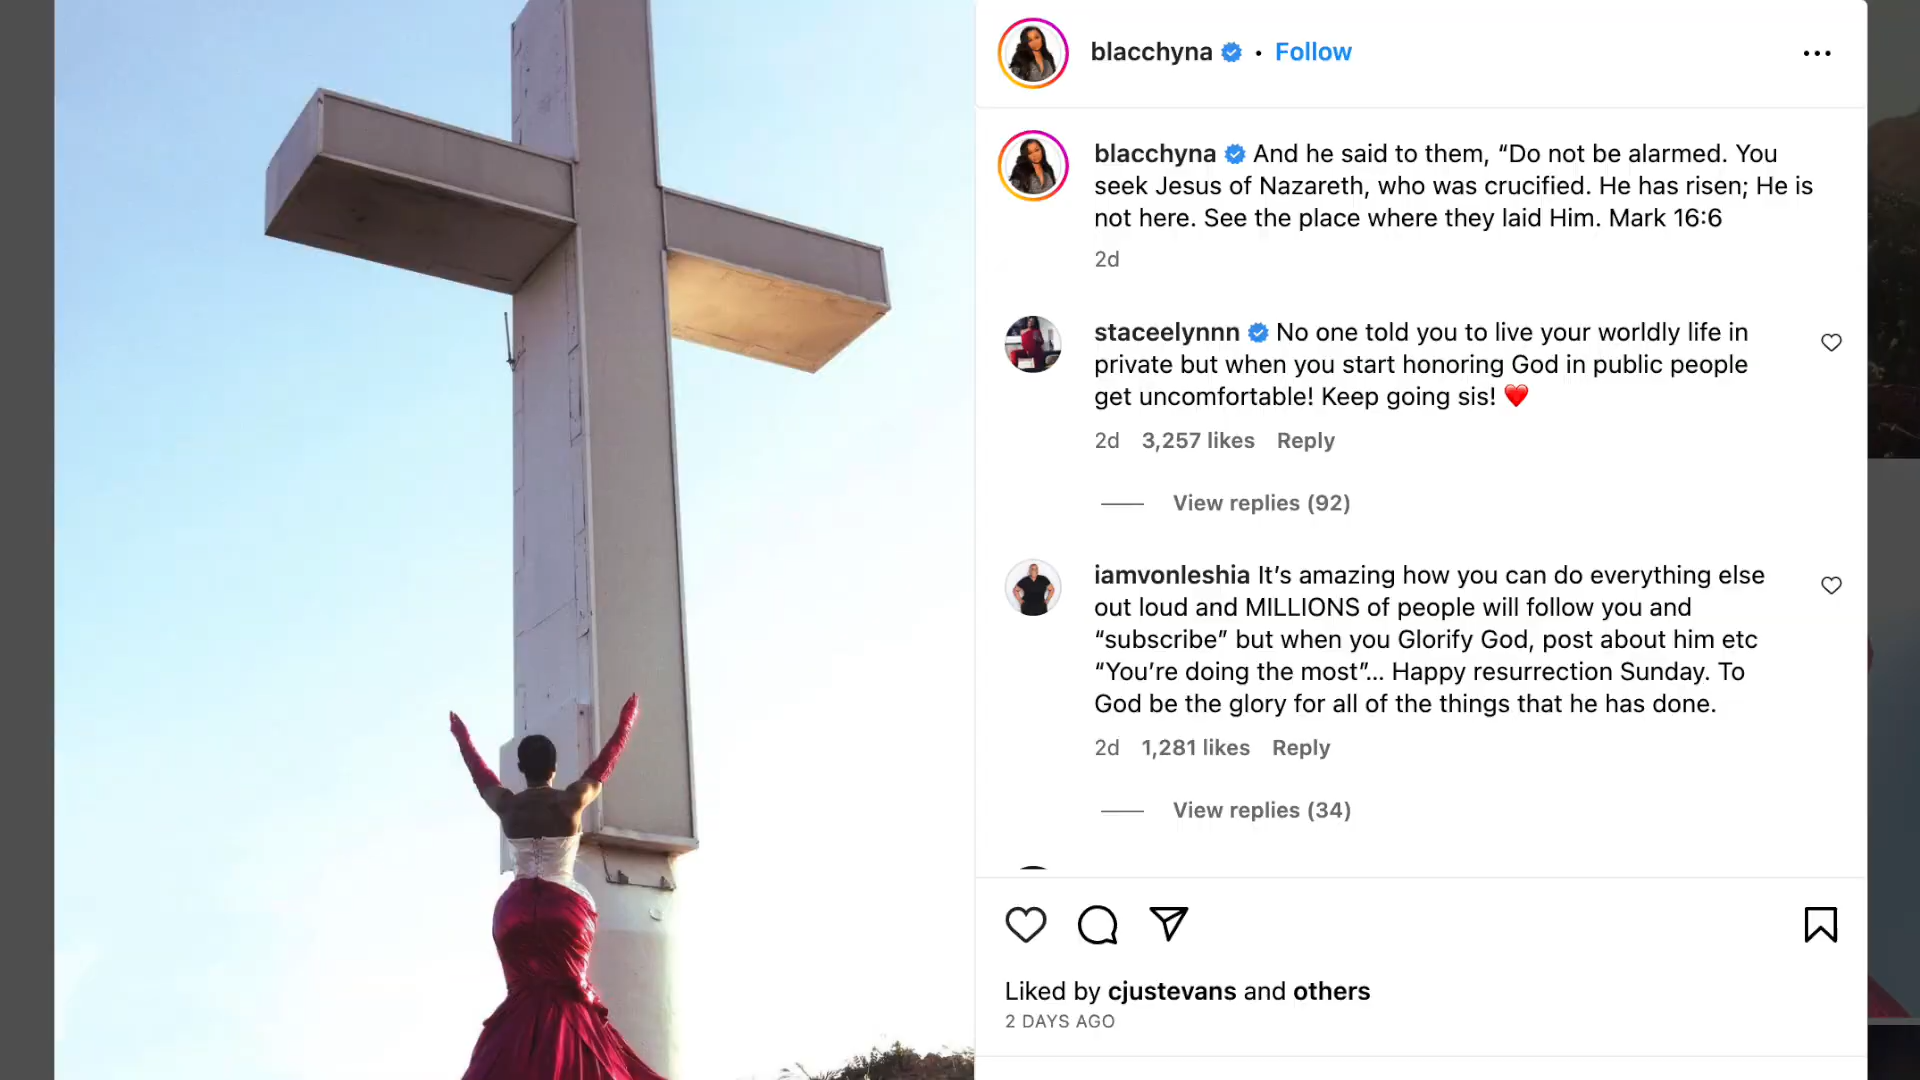 blacchyna • Follow
blacchyna And he said to them, “Do not be alarmed. You
seek Jesus of Nazareth, who was crucified. He has risen; He is
not here. See the place where they laid Him. Mark 16:6
2d
staceelynnn No one told you to live your worldly life in
private but when you start honoring God in public people
get uncomfortable! Keep going sis! ❤️
2d 3,257 likes Reply
View replies (92)
iamvonleshia It’s amazing how you can do everything else
out loud and MILLIONS of people will follow you and
“subscribe” but when you Glorify God, post about him etc
“You’re doing the most”... Happy resurrection Sunday. To
God be the glory for all of the things that he has done.
2d 1,281 likes Reply
View replies (34)
Liked by cjustevans and others
2 DAYS AGO